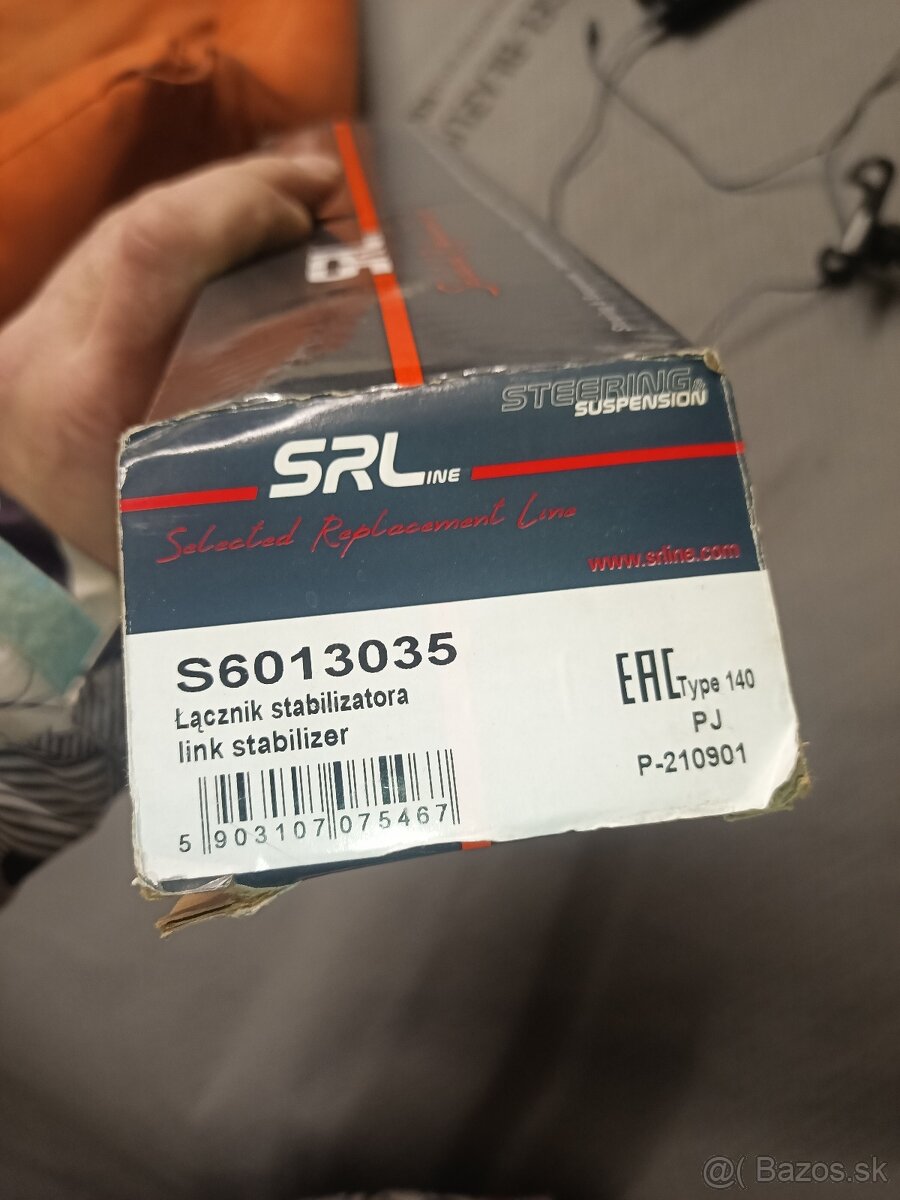 STEERING &
SUSPENSION
SRLINE
Selected Replacement Line
www.srline.com
S6013035
Łącznik stabilizatora
link stabilizer
EAC Type 140
PJ
P-210901
5 903107 075467
@( Bazos.sk